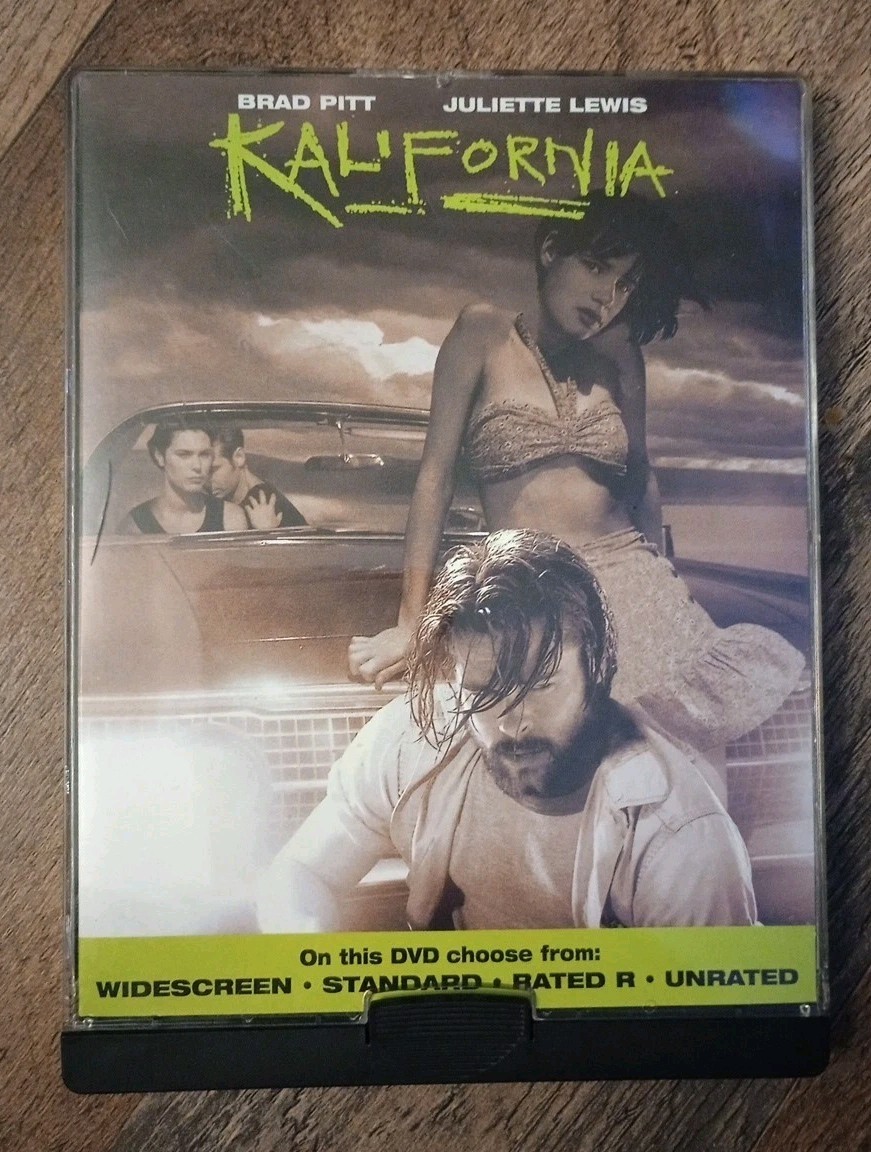 BRAD PITT JULIETTE LEWIS
KALIFORNIA
On this DVD choose from:
WIDESCREEN • STANDARD • RATED R • UNRATED